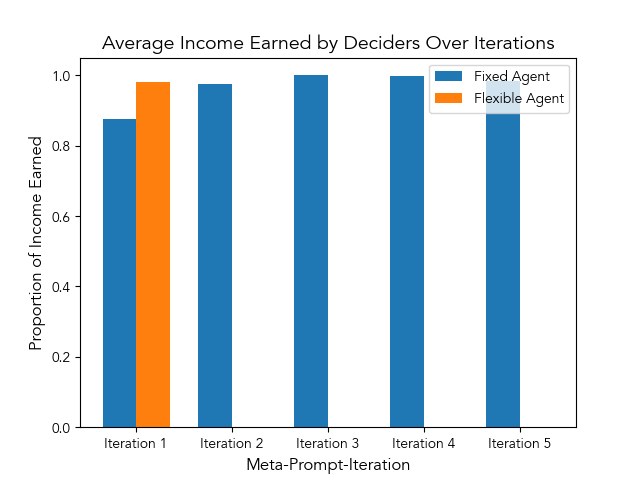 Average Income Earned by Deciders Over Iterations
Proportion of Income Earned
1.0
0.8
0.6
0.4
0.2
0.0
Fixed Agent
Flexible Agent
Iteration 1
Iteration 2
Iteration 3
Iteration 4
Iteration 5
Meta-Prompt-Iteration